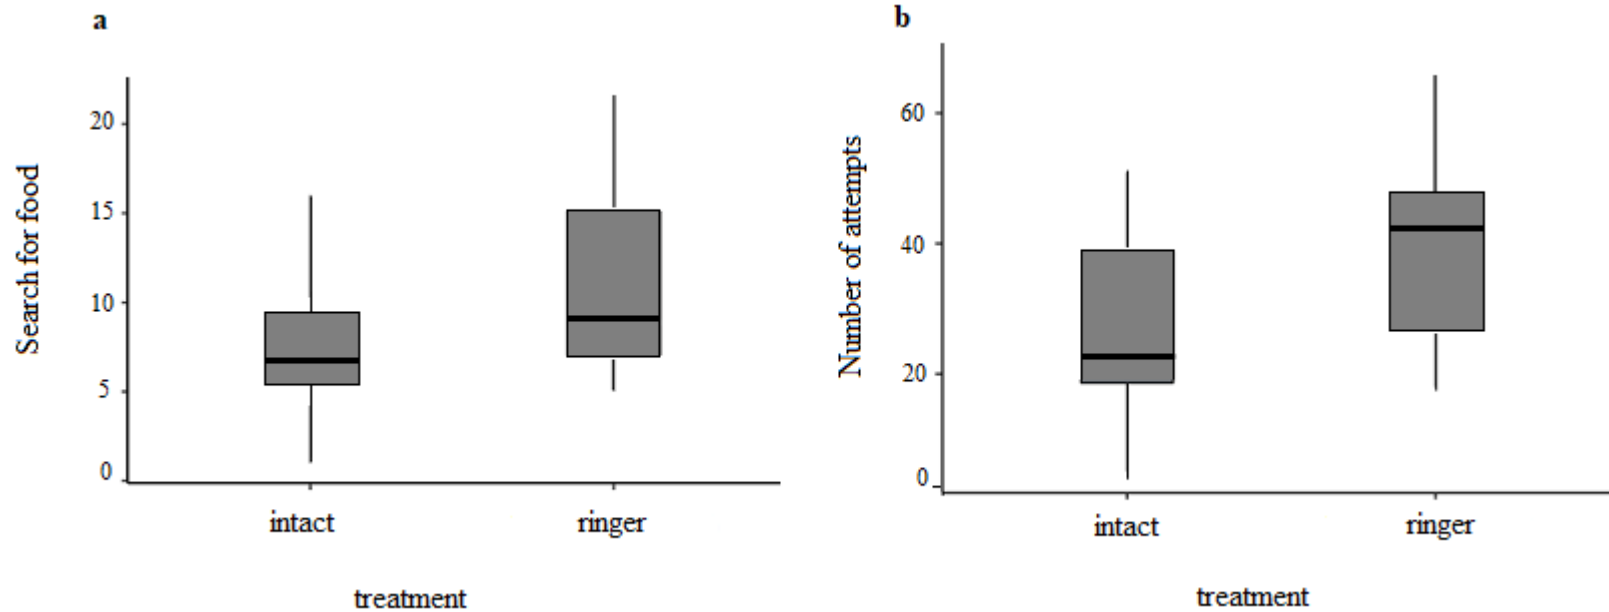 a
Search for food
20
15
10
5
0
intact
ringer
treatment
b
Number of attempts
60
40
20
0
intact
ringer
treatment